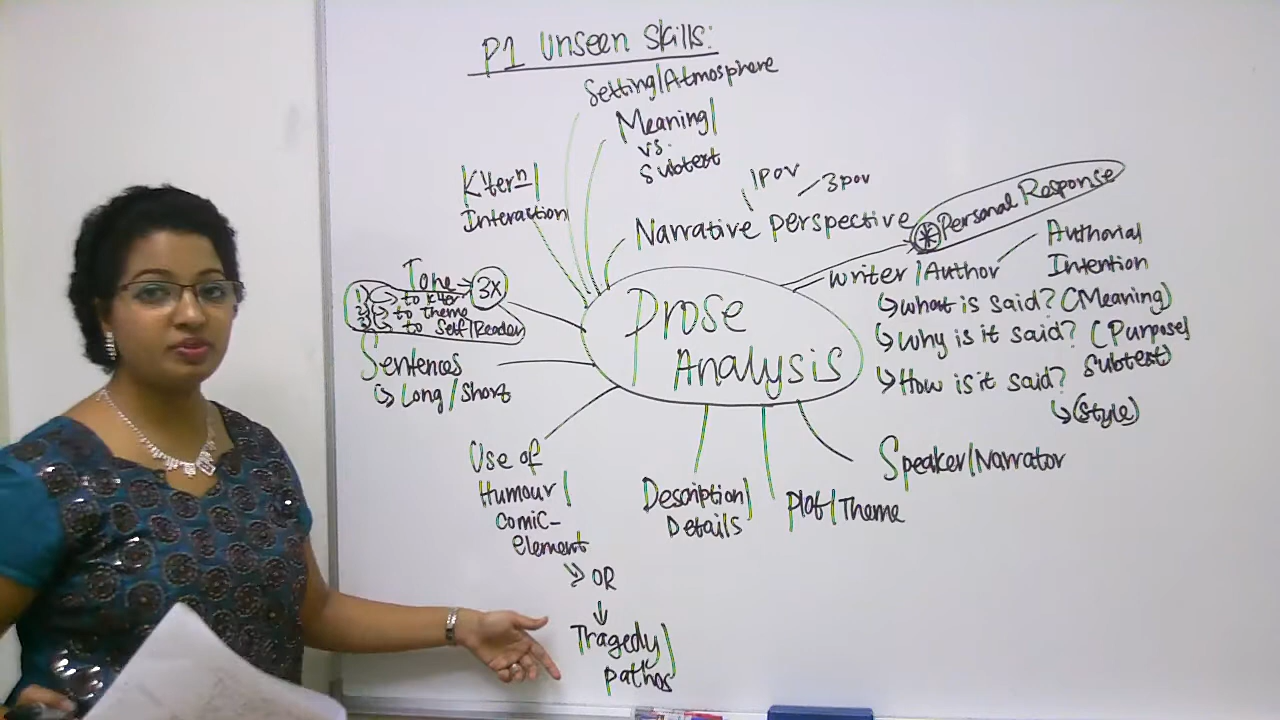 P1 Unseen Skills:
Setting/Atmosphere
Meaning/
vs.
Subtext
K'terⁿ/
Interaction
1pov
3pov
Narrative perspective
* Personal Response
Writer/Author
Authorial
Intention
↳ what is said? (Meaning)
↳ Why is it said? (Purpose/
Subtext)
↳ How is it said?
↳ (Style)
Tone → 3x
1) → to k'ter
2) → to theme
3) → to Self/Reader
Prose
Analysis
Sentences
↳ Long/Short
Use of
Humour/
Comic-
element
OR
↓
Tragedy/
pathos
Description/
Details
Plot/Theme
Speaker/Narrator